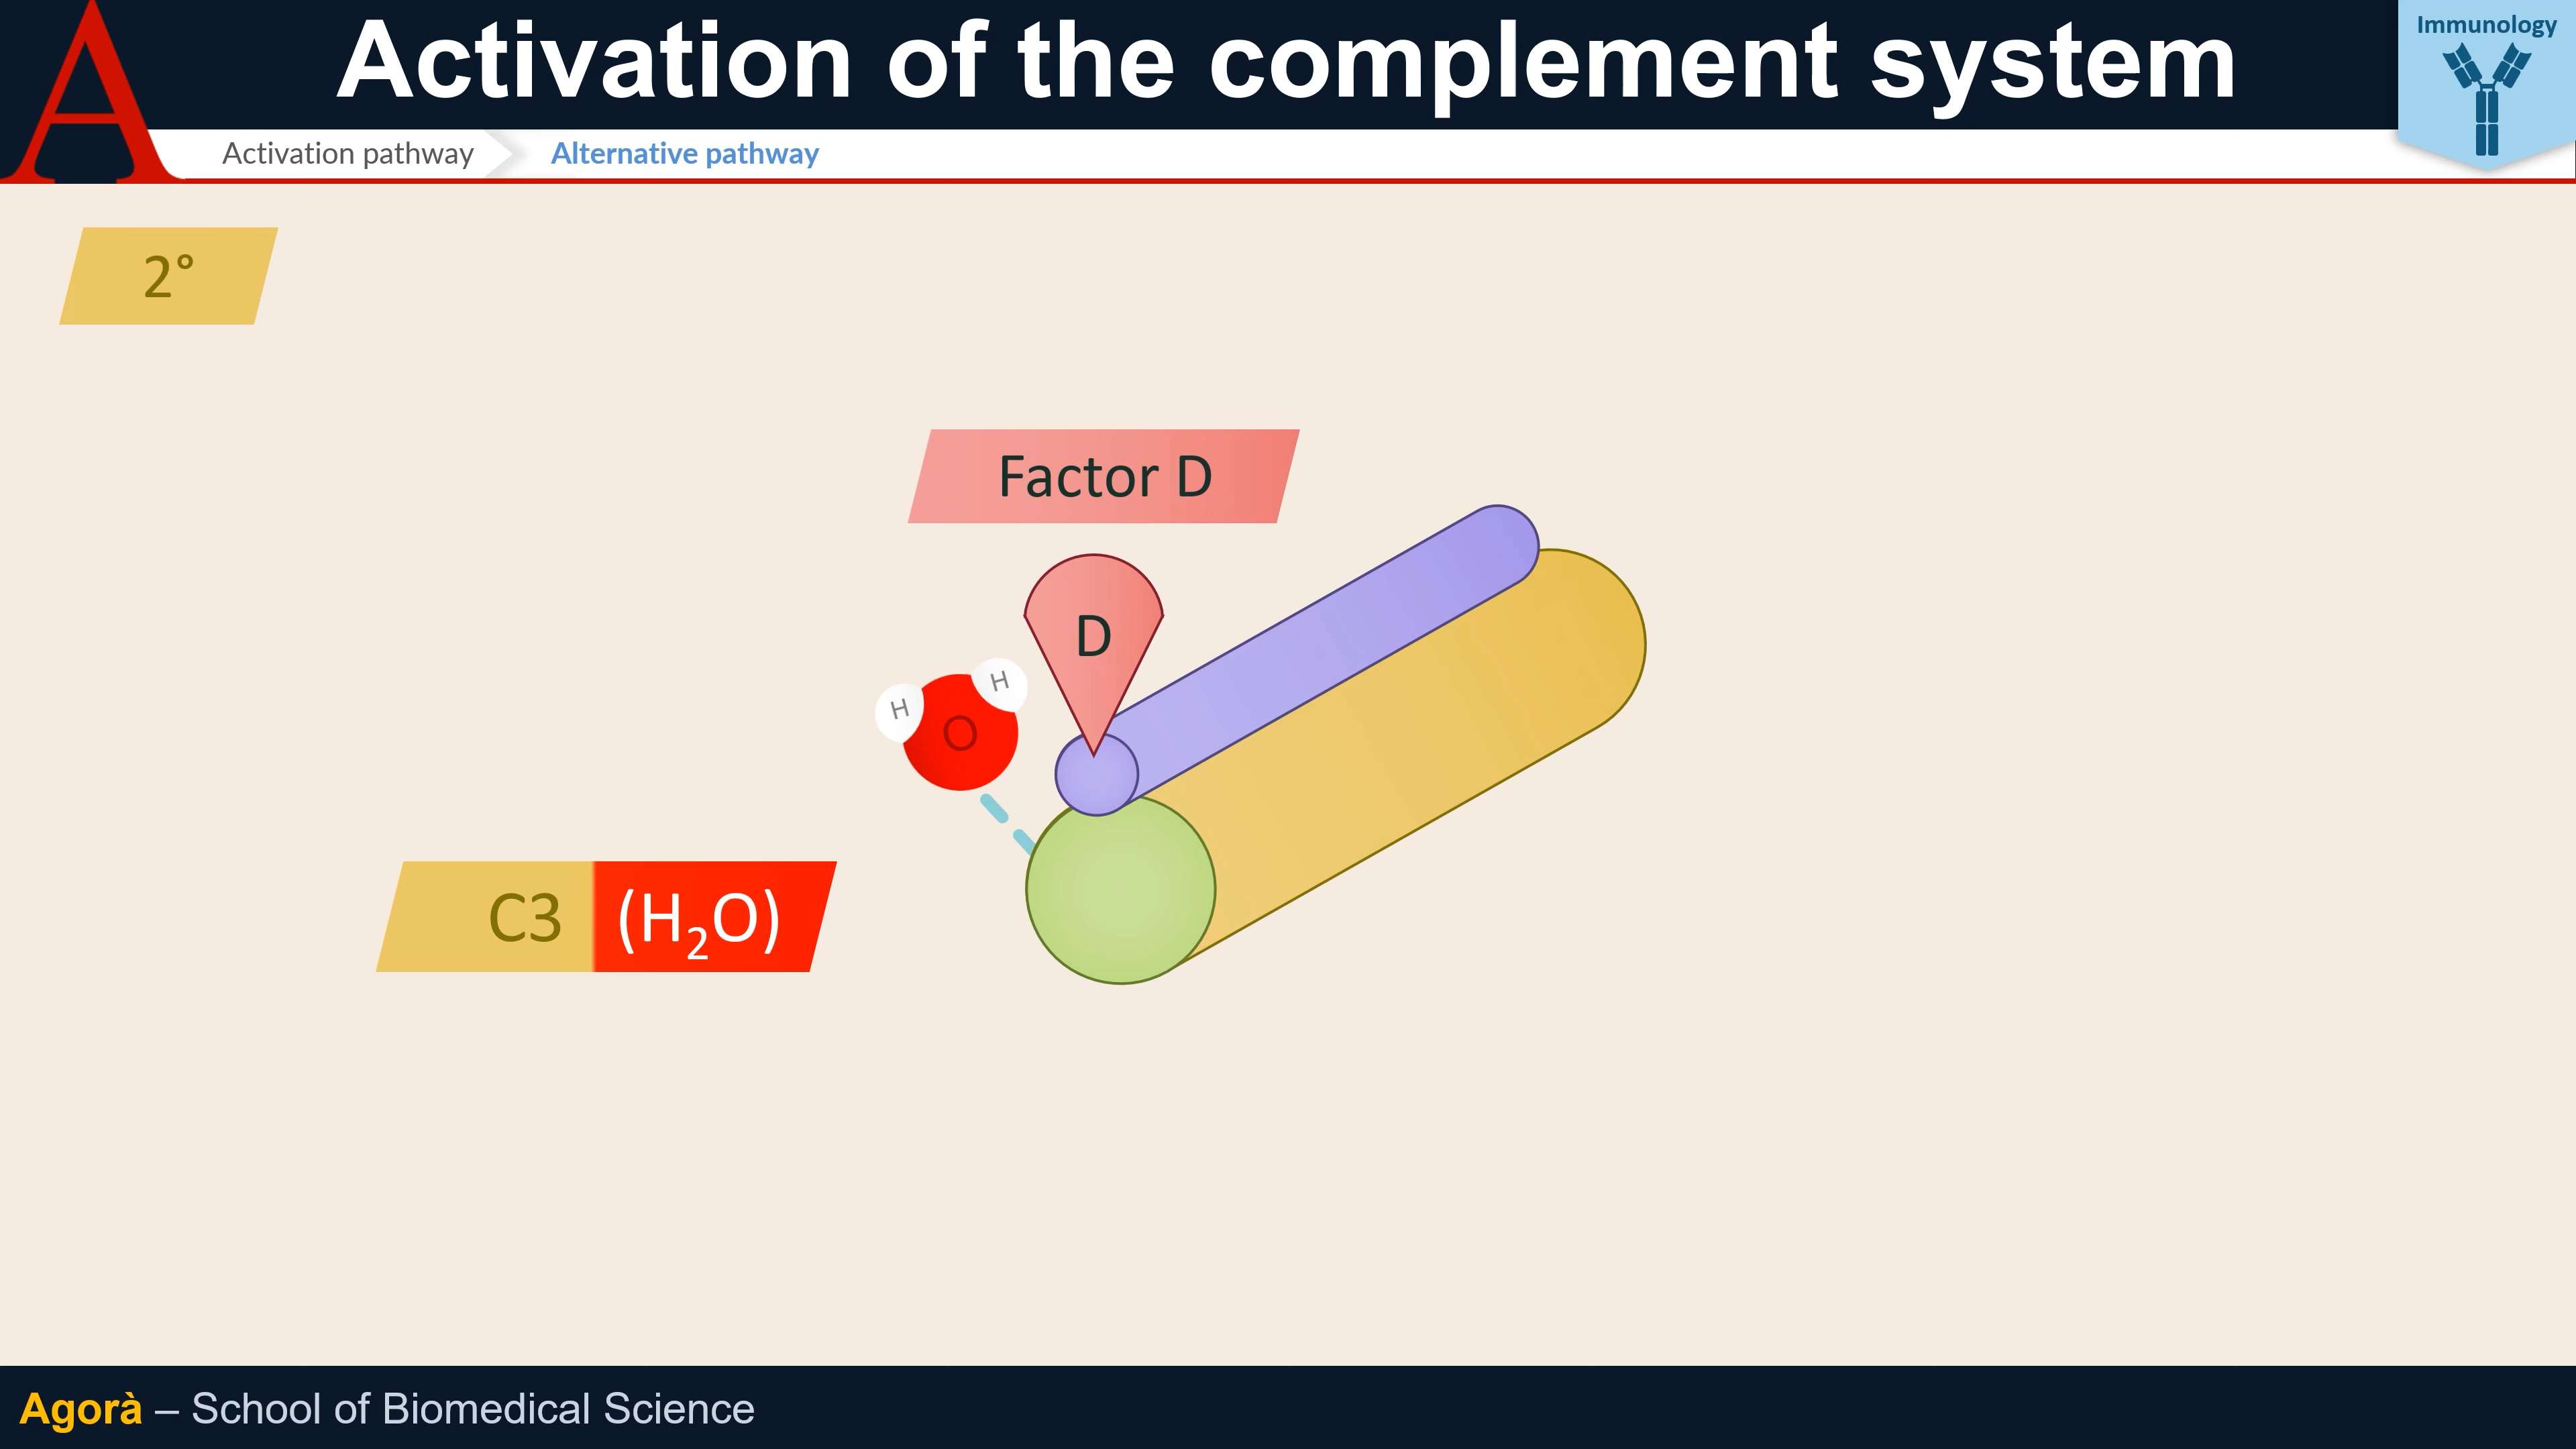 A
Activation of the complement system
Immunology
Activation pathway
Alternative pathway
2°
Factor D
D
H
H
O
C3 (H₂O)
Agorà – School of Biomedical Science